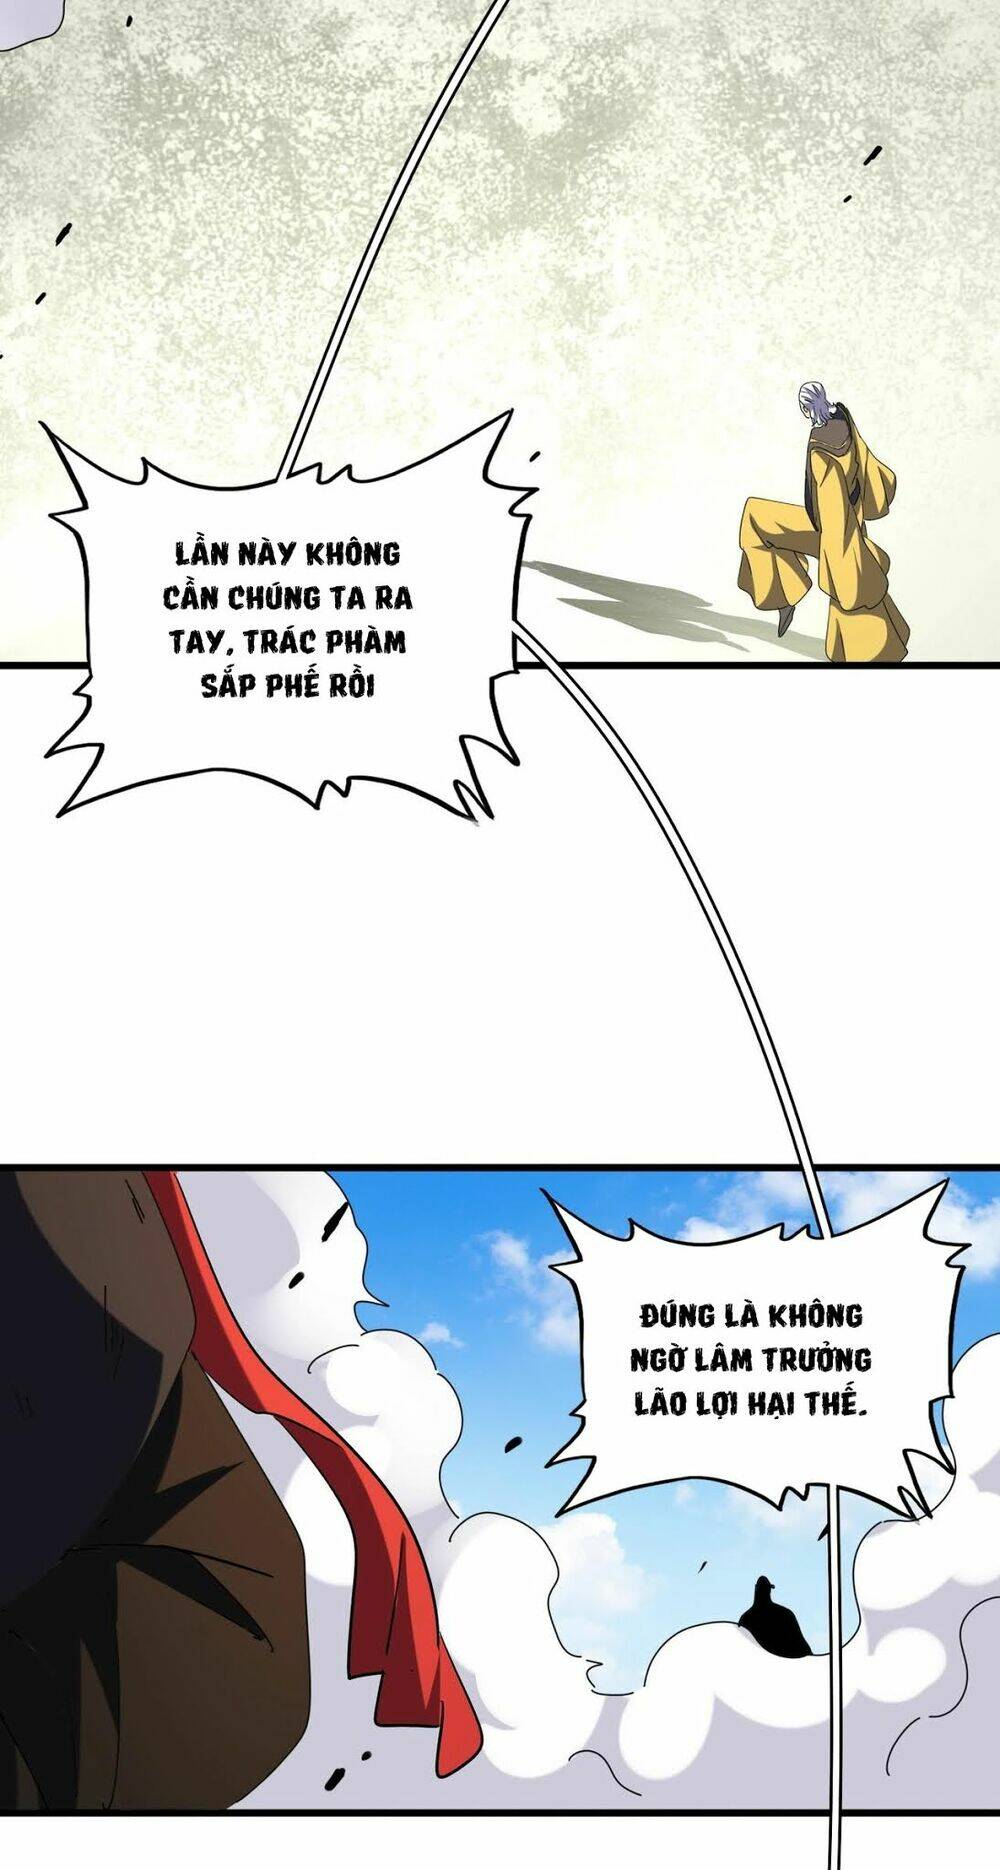 LẦN NÀY KHÔNG
CẦN CHÚNG TA RA
TAY, TRÁC PHÀM
SẮP PHẾ RỒI
ĐÚNG LÀ KHÔNG
NGỜ LÂM TRƯỞNG
LÃO LỢI HẠI THẾ.